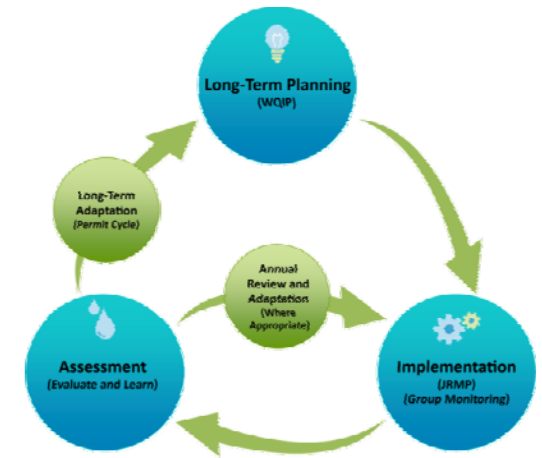 Long-Term Planning
(WQIP)
Long-Term
Adaptation
(Permit Cycle)
Annual
Review and
Adaptation
(Where
Appropriate)
Assessment
(Evaluate and Learn)
Implementation
(JRMP)
(Group Monitoring)